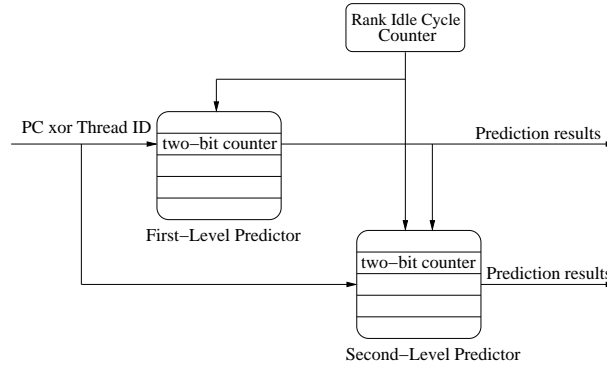 Rank Idle Cycle
Counter
PC xor Thread ID
two-bit counter
Prediction results
First-Level Predictor
two-bit counter
Prediction results
Second-Level Predictor